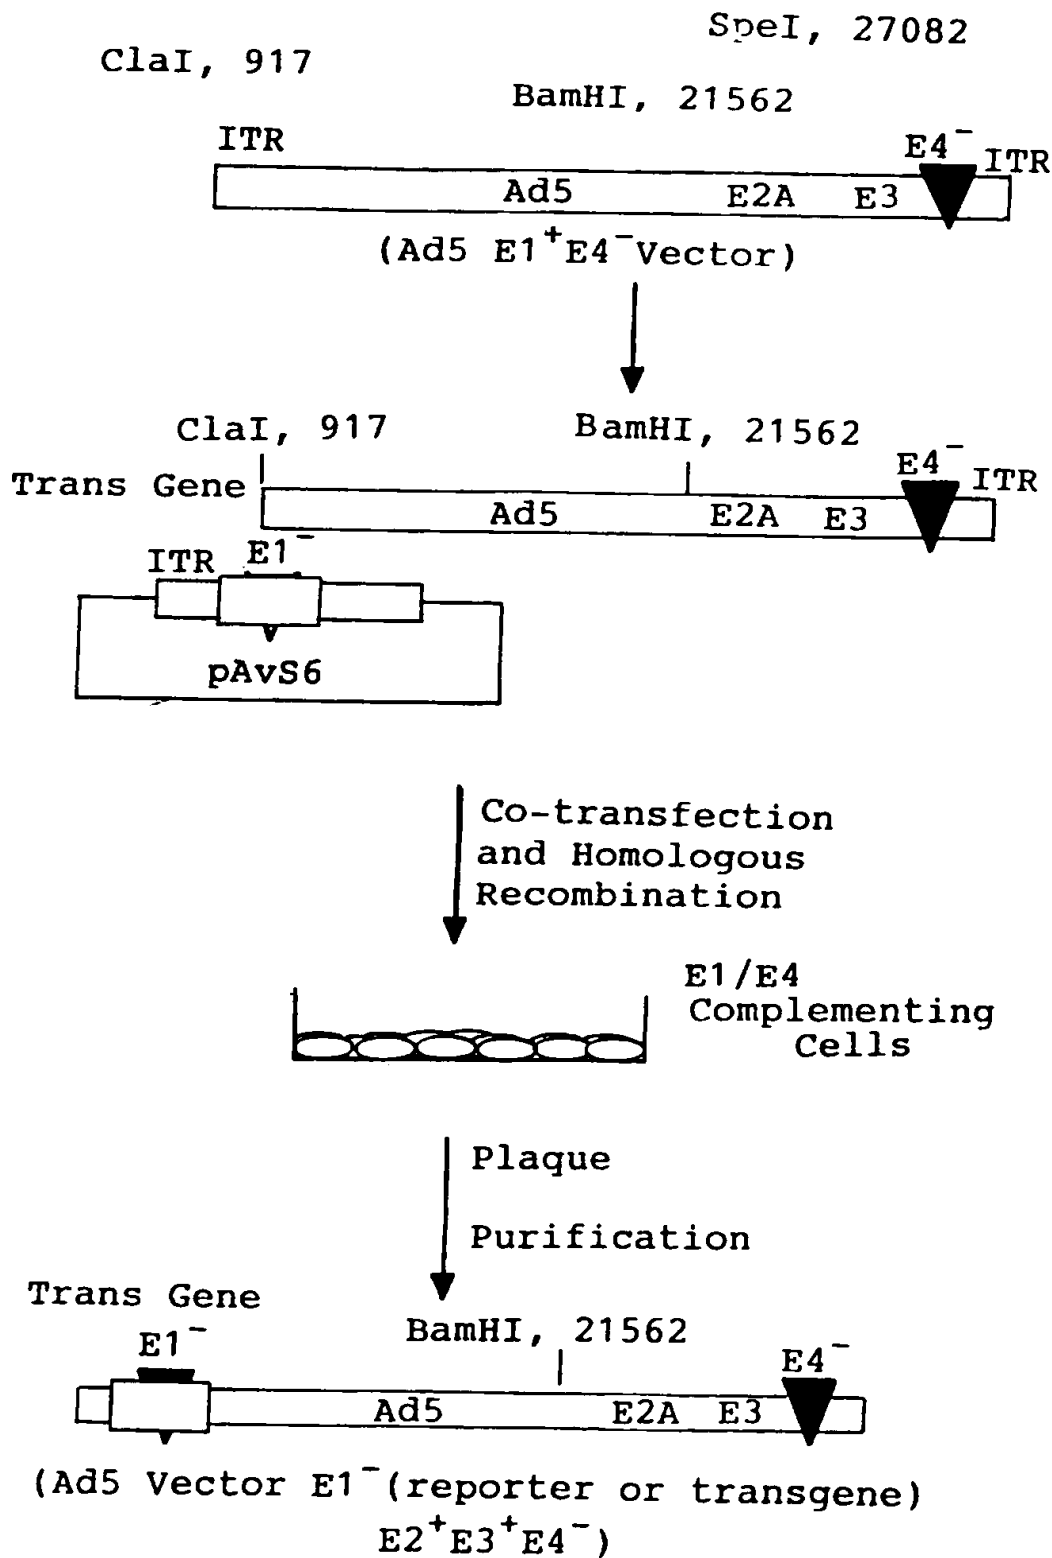 SpeI, 27082
ClaI, 917
BamHI, 21562
ITR
E4⁻
ITR
Ad5 E2A E3
(Ad5 E1⁺E4⁻Vector)
ClaI, 917
BamHI, 21562
E4⁻
ITR
Trans Gene
Ad5 E2A E3
ITR
E1⁻
pAvS6
Co-transfection
and Homologous
Recombination
E1/E4
Complementing
Cells
Plaque
Purification
Trans Gene
E1⁻
BamHI, 21562
E4⁻
Ad5 E2A E3
(Ad5 Vector E1⁻(reporter or transgene)
E2⁺E3⁺E4⁻)